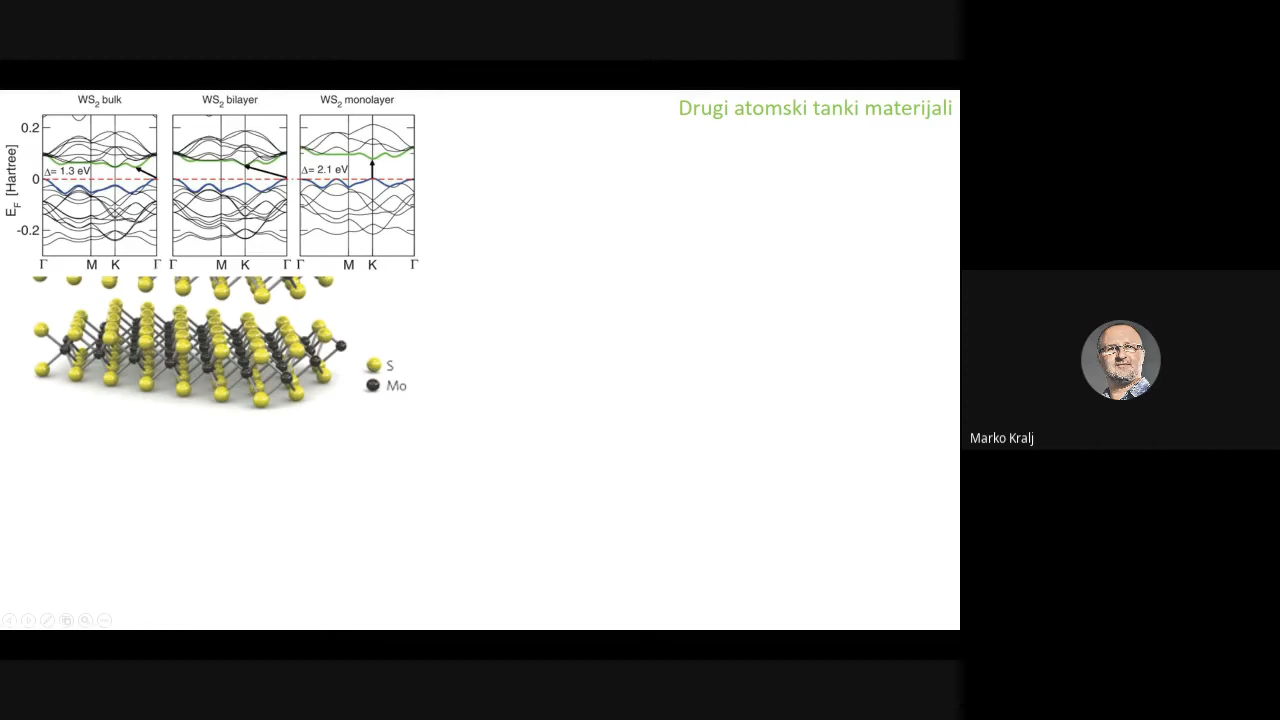 Drugi atomski tanki materijali
WS2 bulk
WS2 bilayer
WS2 monolayer
EF [Hartree]
0.2
0
-0.2
Δ= 1.3 eV
Δ= 2.1 eV
Γ M K Γ
Γ M K Γ
Γ M K Γ
S
Mo
Marko Kralj